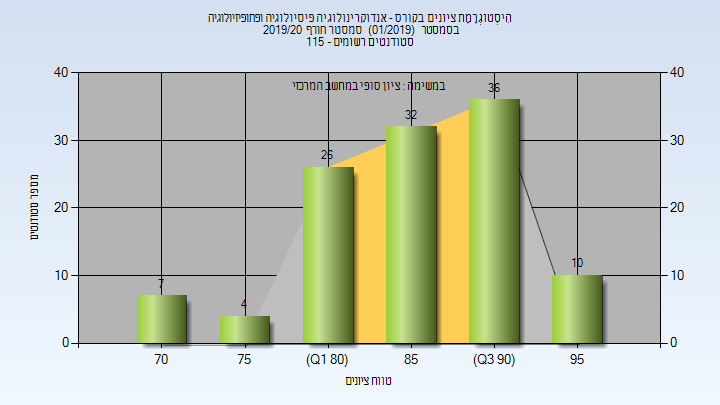 היסטוגרמת ציונים בקורס - אנדוקרינולוגיה פיסיולוגיה ופתופיזיולוגיה
בסמסטר (01/2019) סמסטר חורף 2019/20
סטודנטים רשומים - 115
במשימה : ציון סופי במחשב המרכזי
40 40
36
32
30 30
26
20 20
10 10
10
7
4
0 0
70 75 (Q1 80) 85 (Q3 90) 95
מספר סטודנטים
טווח ציונים